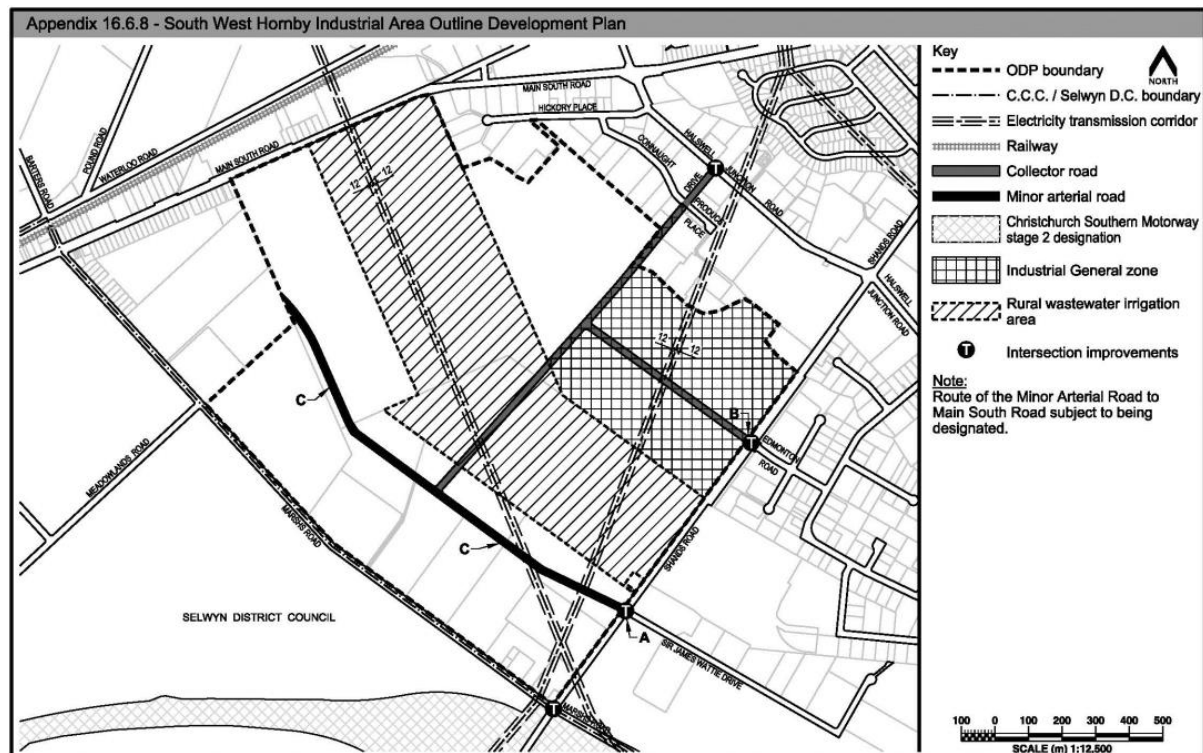 Appendix 16.6.8 - South West Hornby Industrial Area Outline Development Plan
MAIN SOUTH ROAD
HICKORY PLACE
CONNAUGHT
DRIVE
HALSWELL
JUNCTION
ROAD
PRODUCE
PLACE
POUND ROAD
WATERLOO ROAD
BARTERS ROAD
MAIN SOUTH ROAD
12
12
SHANDS ROAD
HALSWELL
JUNCTION ROAD
12
12
C
B
EDMONTON
ROAD
MEADOWLANDS ROAD
MARSHS ROAD
C
SHANDS ROAD
SELWYN DISTRICT COUNCIL
A
SIR JAMES WATTIE DRIVE
T
T
T
T
Key
NORTH
ODP boundary
C.C.C. / Selwyn D.C. boundary
Electricity transmission corridor
Railway
Collector road
Minor arterial road
Christchurch Southern Motorway
stage 2 designation
Industrial General zone
Rural wastewater irrigation
area
T Intersection improvements
Note:
Route of the Minor Arterial Road to
Main South Road subject to being
designated.
100 0 100 200 300 400 500
SCALE (m) 1:12,500